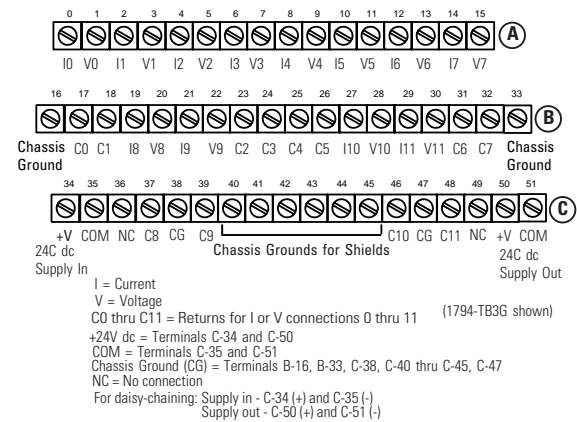 0 1 2 3 4 5 6 7 8 9 10 11 12 13 14 15
A
I0 V0 I1 V1 I2 V2 I3 V3 I4 V4 I5 V5 I6 V6 I7 V7
16 17 18 19 20 21 22 23 24 25 26 27 28 29 30 31 32 33
B
Chassis Ground C0 C1 I8 V8 I9 V9 C2 C3 C4 C5 I10 V10 I11 V11 C6 C7 Chassis Ground
34 35 36 37 38 39 40 41 42 43 44 45 46 47 48 49 50 51
C
+V COM NC C8 CG C9 Chassis Grounds for Shields C10 CG C11 NC +V COM
24C dc Supply In
24C dc Supply Out
I = Current
V = Voltage
C0 thru C11 = Returns for I or V connections 0 thru 11
(1794-TB3G shown)
+24V dc = Terminals C-34 and C-50
COM = Terminals C-35 and C-51
Chassis Ground (CG) = Terminals B-16, B-33, C-38, C-40 thru C-45, C-47
NC = No connection
For daisy-chaining: Supply in - C-34 (+) and C-35 (-)
Supply out - C-50 (+) and C-51 (-)